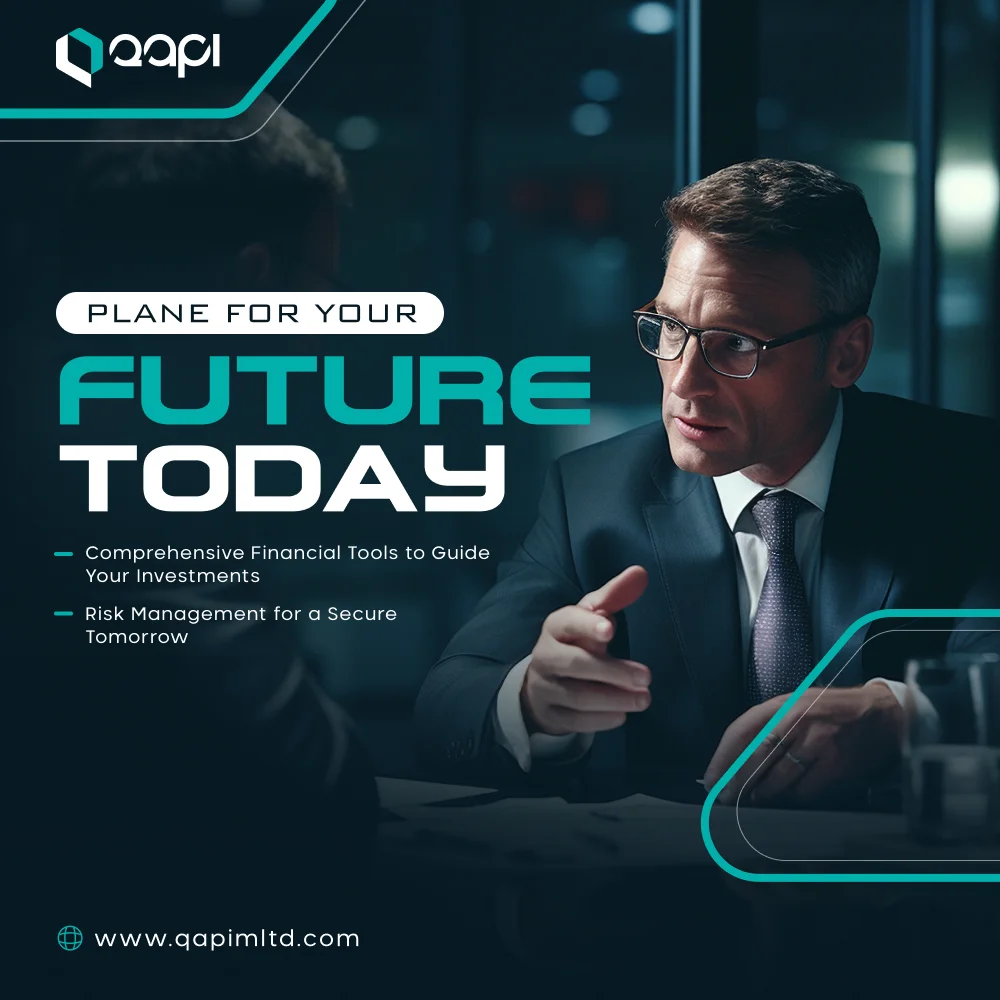 qapi
PLANE FOR YOUR
FUTURE
TODAY
Comprehensive Financial Tools to Guide
Your Investments
Risk Management for a Secure
Tomorrow
www.qapimltd.com